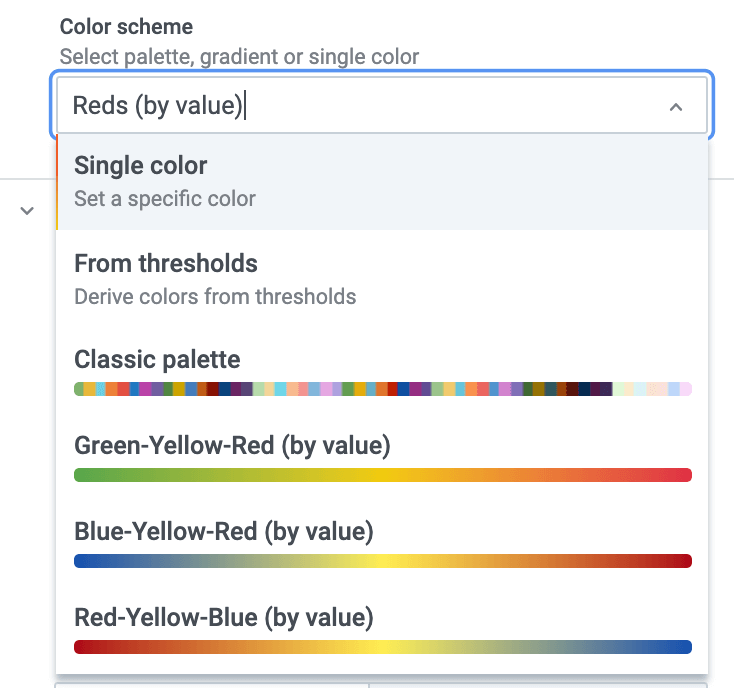 Color scheme
Select palette, gradient or single color
Reds (by value)
Single color
Set a specific color
From thresholds
Derive colors from thresholds
Classic palette
Green-Yellow-Red (by value)
Blue-Yellow-Red (by value)
Red-Yellow-Blue (by value)